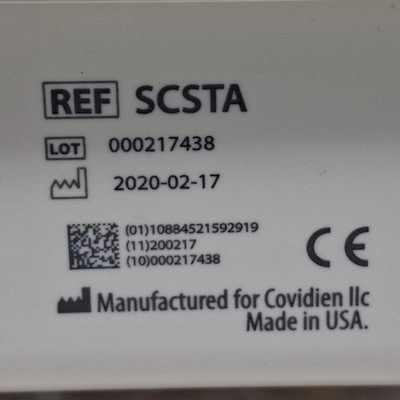 REF SCSTA
LOT 000217438
2020-02-17
(01)10884521592919
(11)200217
(10)000217438
CE
Manufactured for Covidien llc
Made in USA.